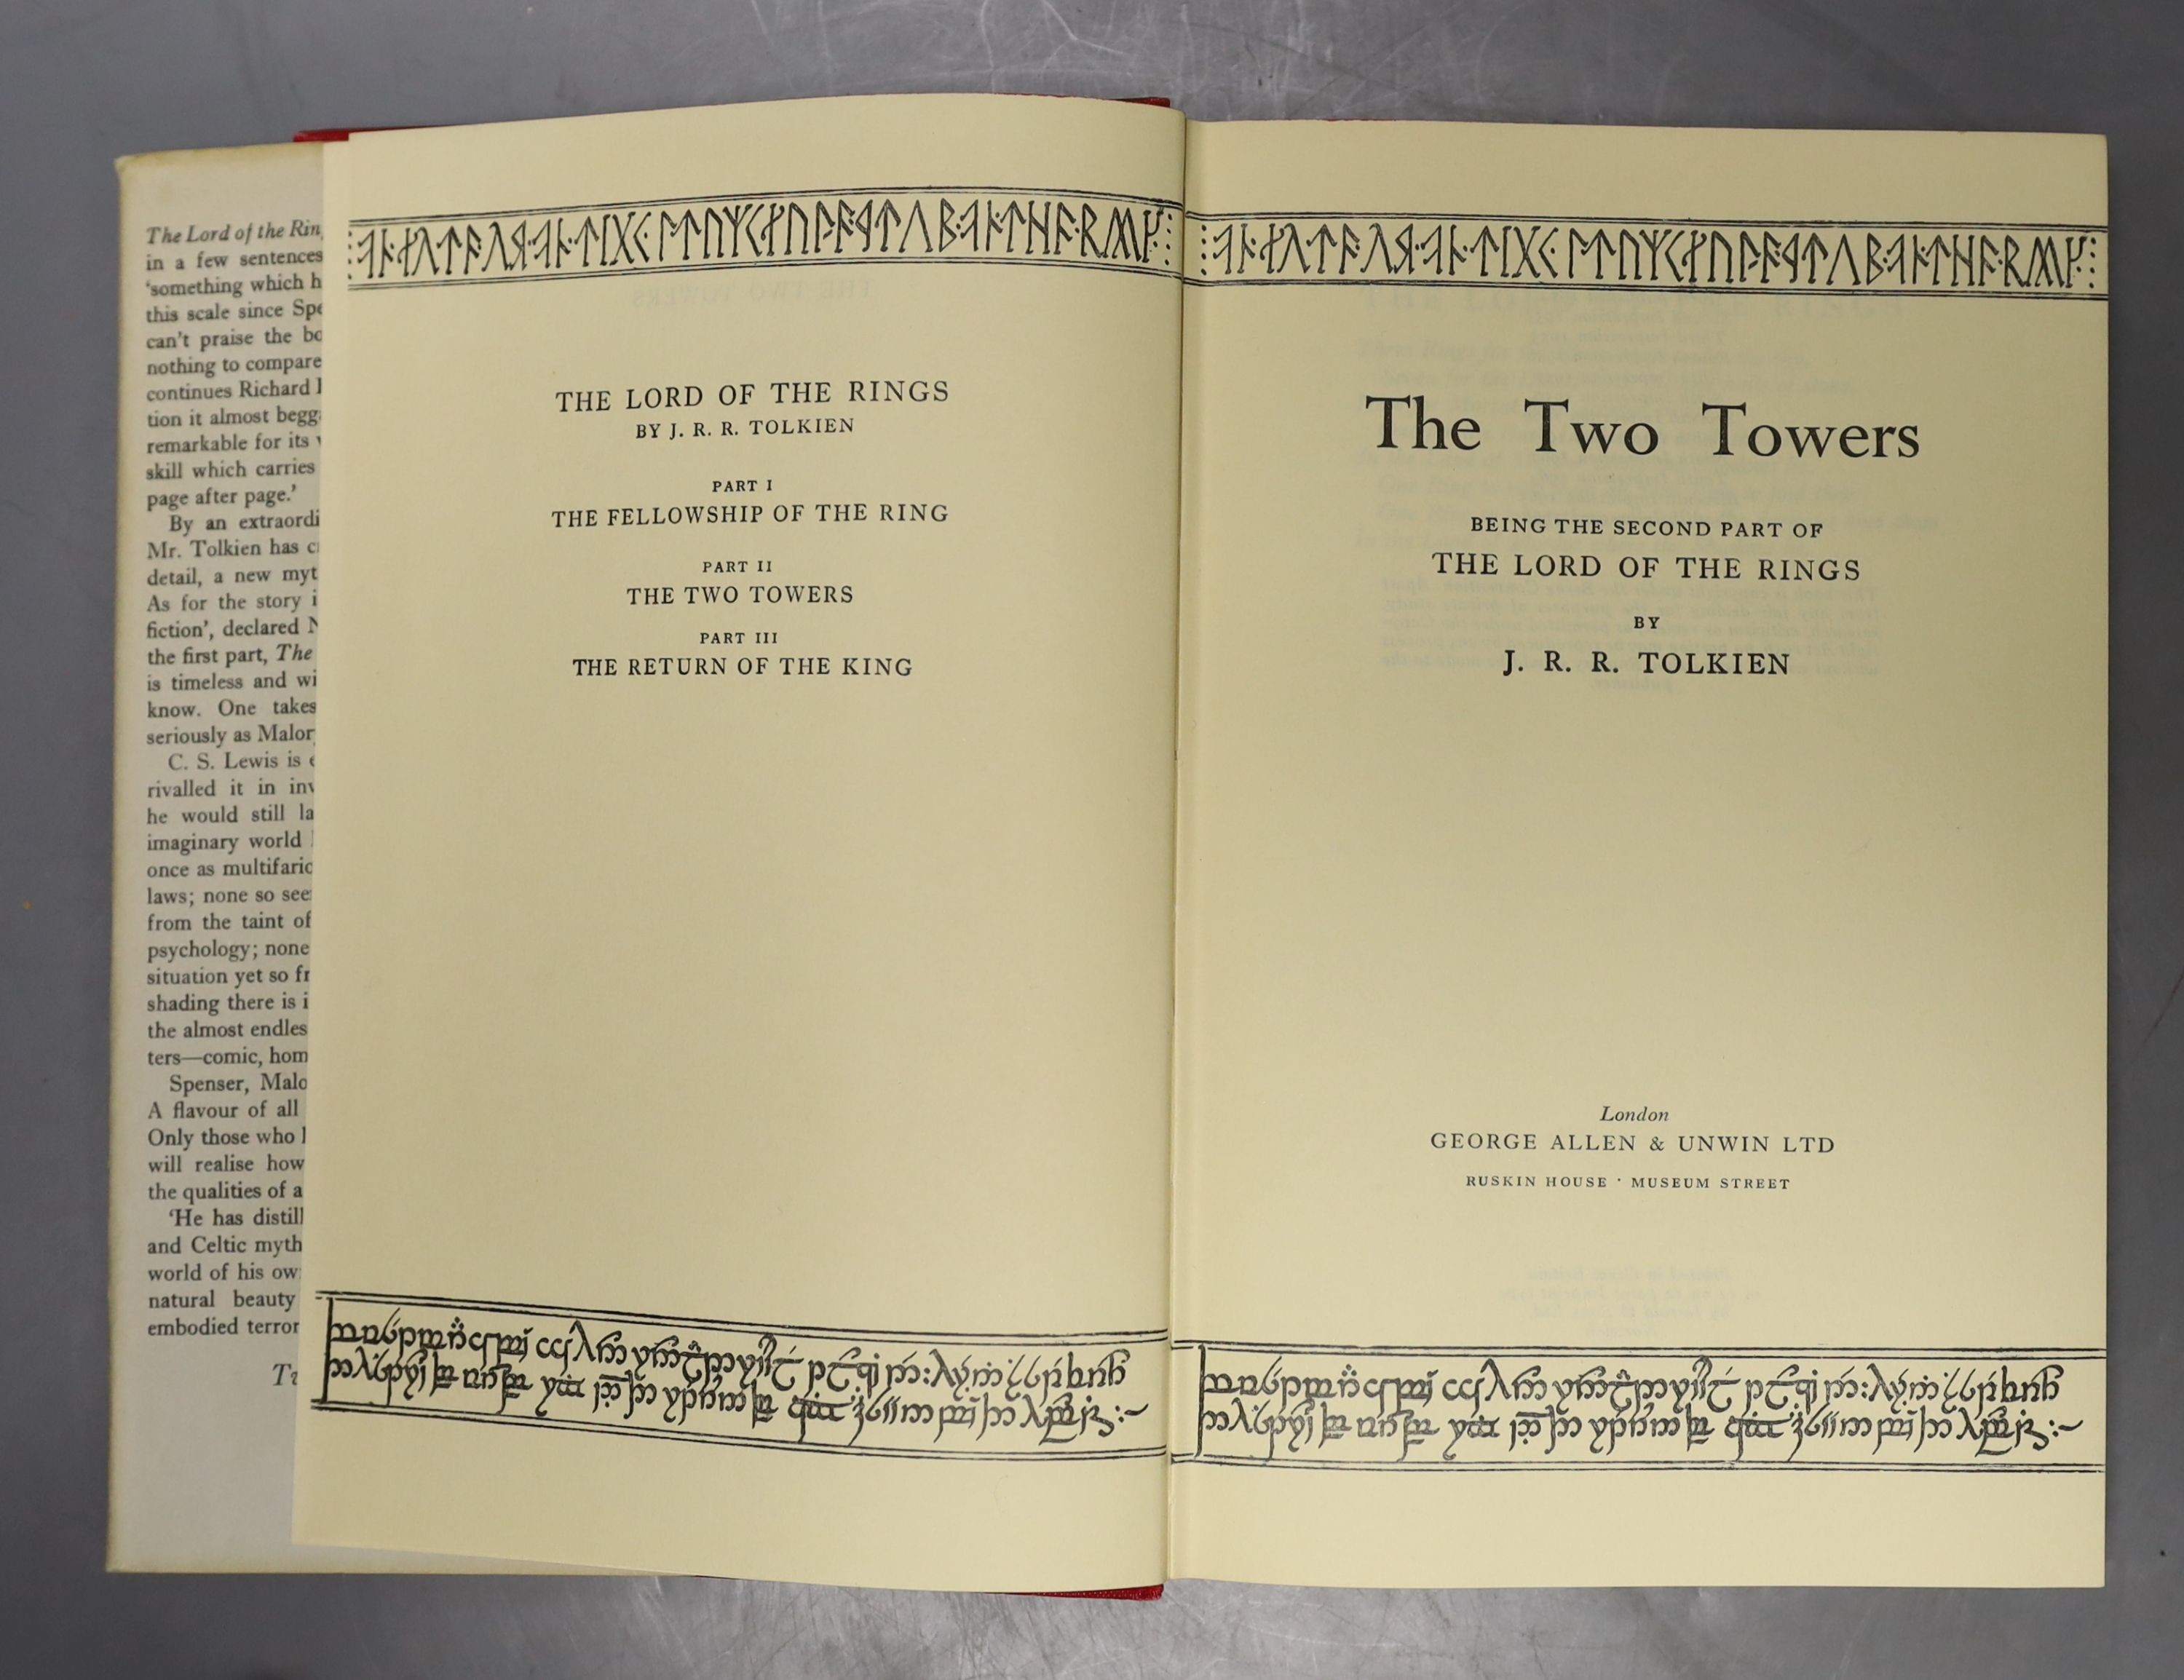 The Lord of the Rin
in a few sentences
‘something which h
this scale since Spe
can't praise the bo
nothing to compare
continues Richard
tion it almost begg
remarkable for its
skill which carries
page after page.’
By an extraordi
Mr. Tolkien has c
detail, a new myt
As for the story i
fiction’, declared N
the first part, The
is timeless and wi
know. One takes
seriously as Malor
C. S. Lewis is
rivalled it in inv
he would still la
imaginary world
once as multifario
laws; none so see
from the taint of
psychology; none
situation yet so fr
shading there is i
the almost endles
ters—comic, hom
Spenser, Malo
A flavour of all
Only those who
will realise how
the qualities of a
‘He has distill
and Celtic myth
world of his ow
natural beauty
embodied terror
THE LORD OF THE RINGS
BY J. R. R. TOLKIEN
PART I
THE FELLOWSHIP OF THE RING
PART II
THE TWO TOWERS
PART III
THE RETURN OF THE KING
The Two Towers
BEING THE SECOND PART OF
THE LORD OF THE RINGS
BY
J. R. R. TOLKIEN
London
GEORGE ALLEN & UNWIN LTD
RUSKIN HOUSE · MUSEUM STREET